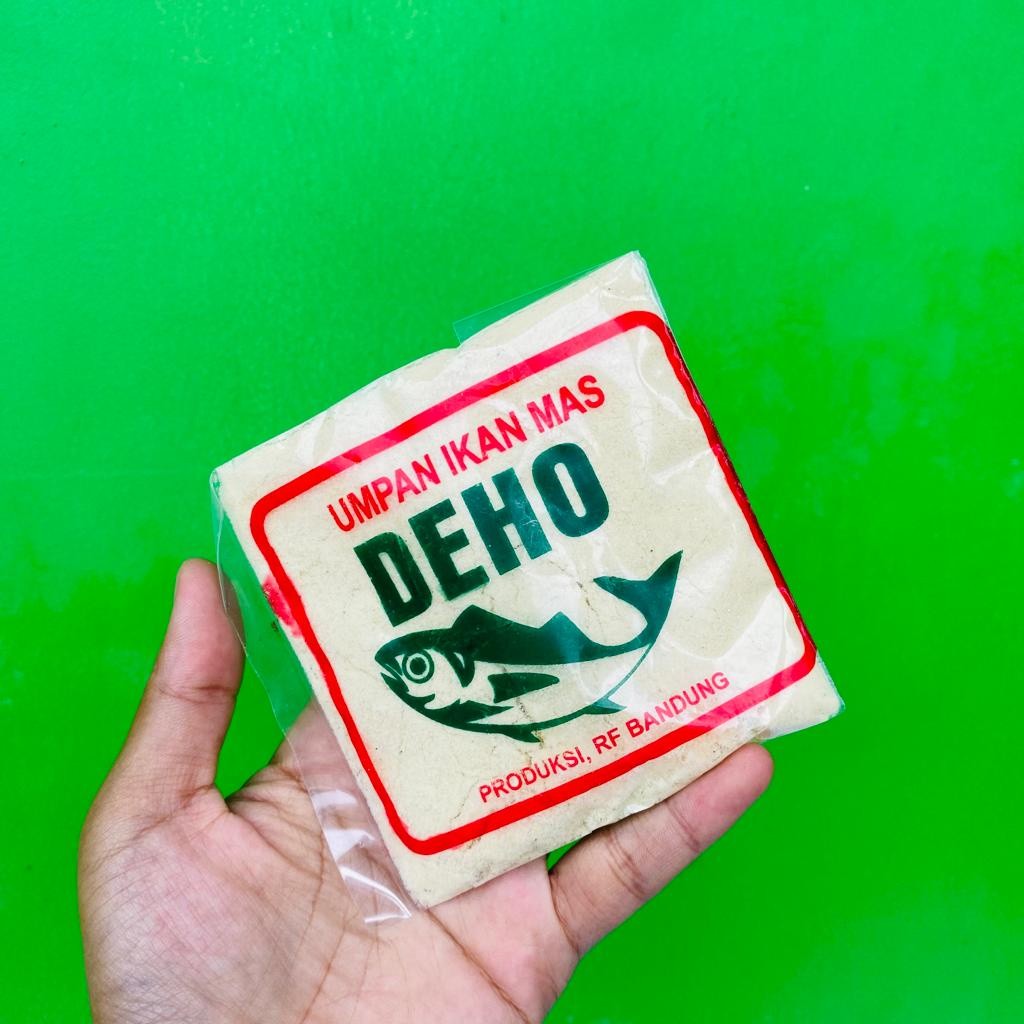 UMPAN IKAN MAS
DEHO
PRODUKSI, RF BANDUNG